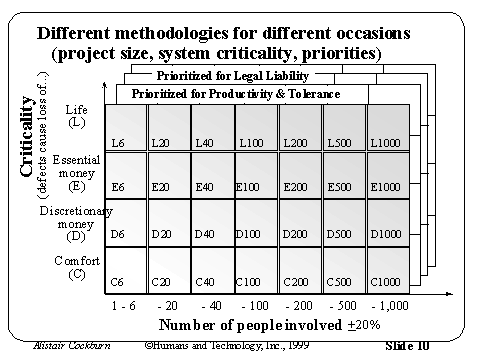 Different methodologies for different occasions
(project size, system criticality, priorities)
Prioritized for Legal Liability
Prioritized for Productivity & Tolerance
Criticality
(defects cause loss of...)
Life
(L)
L6 L20 L40 L100 L200 L500 L1000
Essential
money
(E)
E6 E20 E40 E100 E200 E500 E1000
Discretionary
money
(D)
D6 D20 D40 D100 D200 D500 D1000
Comfort
(C)
C6 C20 C40 C100 C200 C500 C1000
1 - 6 - 20 - 40 - 100 - 200 - 500 - 1,000
Number of people involved ±20%
Alistair Cockburn ©Humans and Technology, Inc., 1999 Slide 10